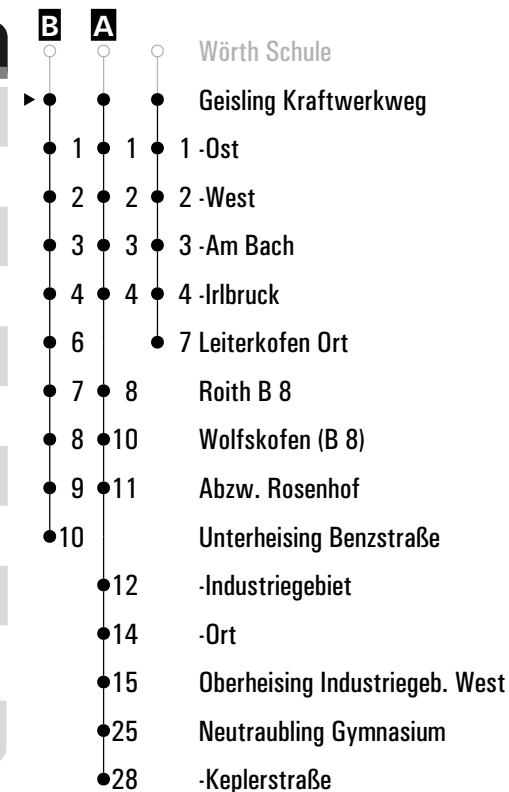 B A
Wörth Schule
Geisling Kraftwerkweg
1 1 1 -Ost
2 2 2 -West
3 3 3 -Am Bach
4 4 4 -Irlbruck
6 7 Leiterkofen Ort
7 8 Roith B 8
8 10 Wolfskofen (B 8)
9 11 Abzw. Rosenhof
10 Unterheising Benzstraße
12 -Industriegebiet
14 -Ort
15 Oberheising Industriegeb. West
25 Neutraubling Gymnasium
28 -Keplerstraße